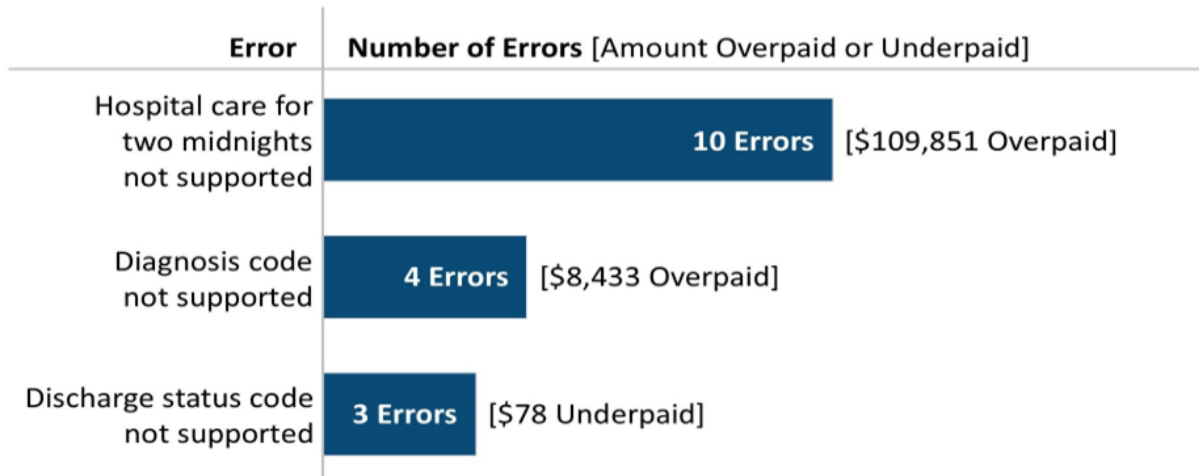 Error
Number of Errors [Amount Overpaid or Underpaid]
Hospital care for
two midnights
not supported
10 Errors
[$109,851 Overpaid]
Diagnosis code
not supported
4 Errors
[$8,433 Overpaid]
Discharge status code
not supported
3 Errors
[$78 Underpaid]